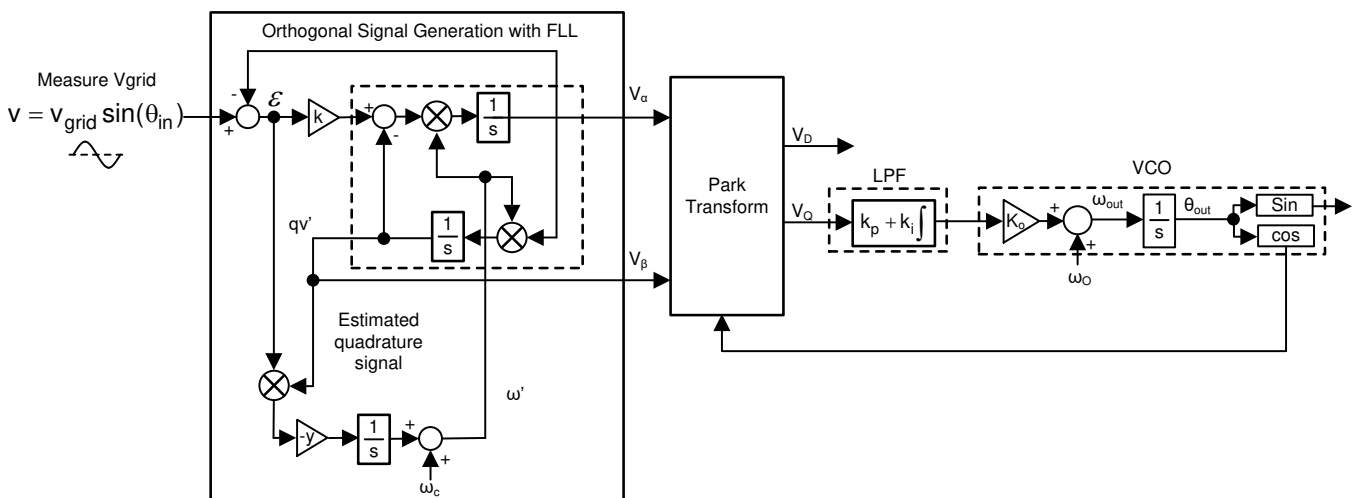 Orthogonal Signal Generation with FLL
Measure Vgrid
v = v_grid sin(θ_in)
-
+
ε
k
+
-
1/s
V_α
qv'
1/s
V_β
Estimated
quadrature
signal
ω'
-y
1/s
+
+
ω_c
Park
Transform
V_D
V_Q
LPF
k_p + k_i ∫
VCO
K_o
+
+
ω_out
ω_O
1/s
θ_out
Sin
cos